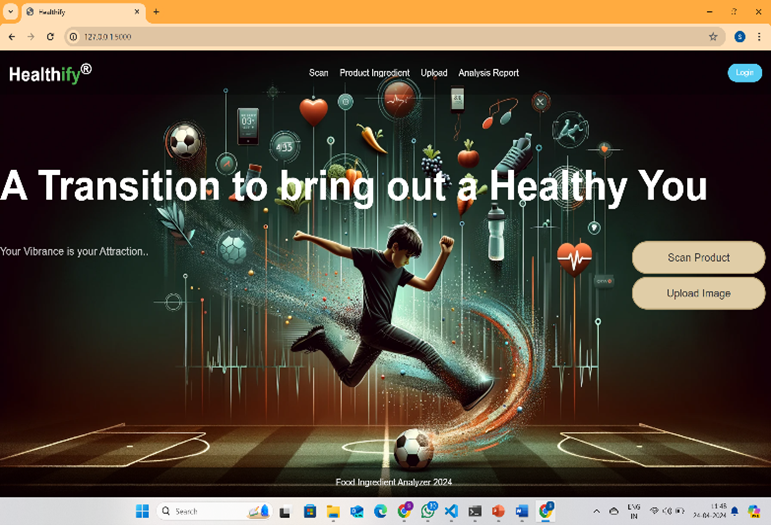 Healthify
127.0.0.1:5000
S
Healthify®
Scan Product Ingredient Upload Analysis Report
Login
4:35
A Transition to bring out a Healthy You
Your Vibrance is your Attraction..
Scan Product
Upload Image
Food Ingredient Analyzer 2024
Search
ENG
IN
11:48
24-04-2024